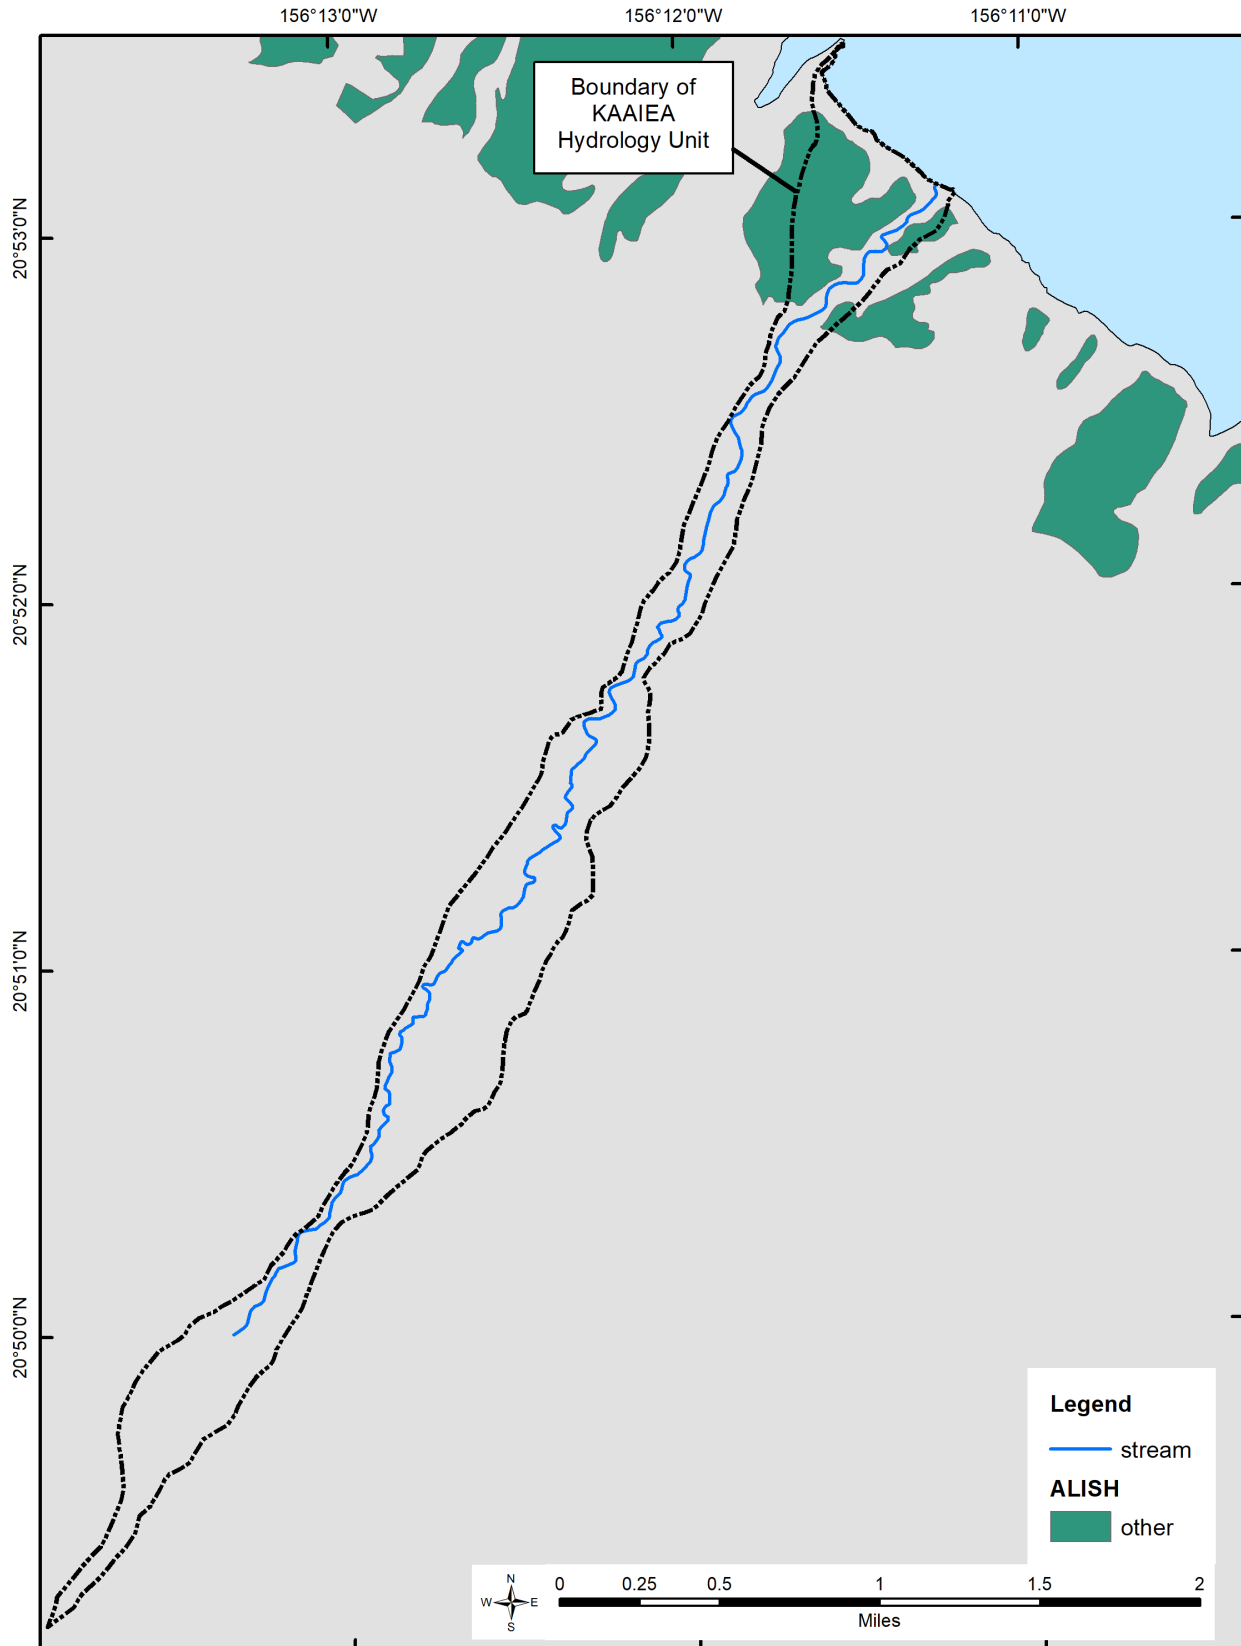 156°13'0"W
156°12'0"W
156°11'0"W
Boundary of
KAAIEA
Hydrology Unit
20°53'0"N
20°52'0"N
20°51'0"N
20°50'0"N
Legend
stream
ALISH
other
N
W E
S
0 0.25 0.5 1 1.5 2
Miles